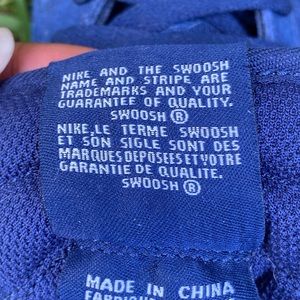 NIKE AND THE SWOOSH
NAME AND STRIPE ARE
TRADEMARKS AND YOUR
GUARANTEE OF QUALITY.
SWOOSH ®
NIKE,LE TERME SWOOSH
ET SON SIGLE SONT DES
MARQUES DEPOSEES ET VOTRE
GARANTIE DE QUALITE.
SWOOSH ®
MADE IN CHINA